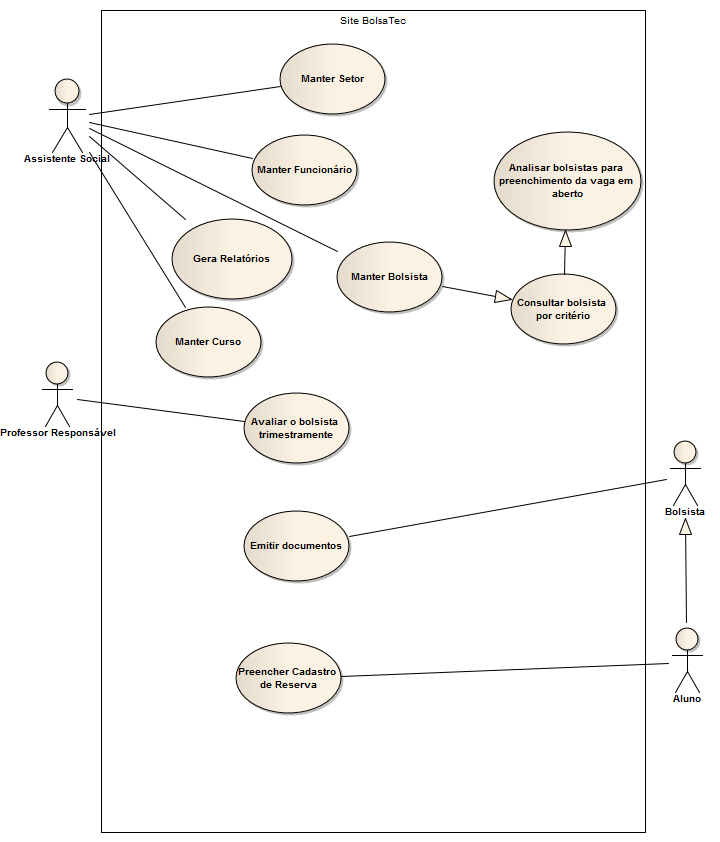 Site BolsaTec
Manter Setor
Assistente Social
Manter Funcionário
Analisar bolsistas para
preenchimento da vaga em
aberto
Gera Relatórios
Manter Bolsista
Consultar bolsista
por critério
Manter Curso
Professor Responsável
Avaliar o bolsista
trimestramente
Bolsista
Emitir documentos
Preencher Cadastro
de Reserva
Aluno